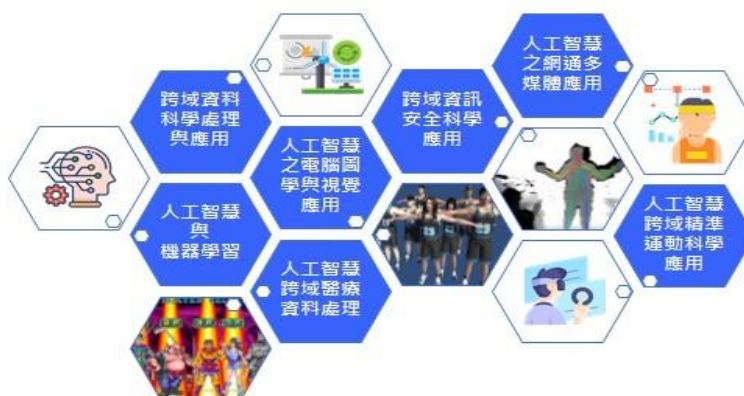 跨域資料
科學處理
與應用
人工智慧
與
機器學習
人工智慧
之電腦圖
學與視覺
應用
人工智慧
跨域醫療
資料處理
跨域資訊
安全科學
應用
人工智慧
之網通多
媒體應用
人工智慧
跨域精準
運動科學
應用